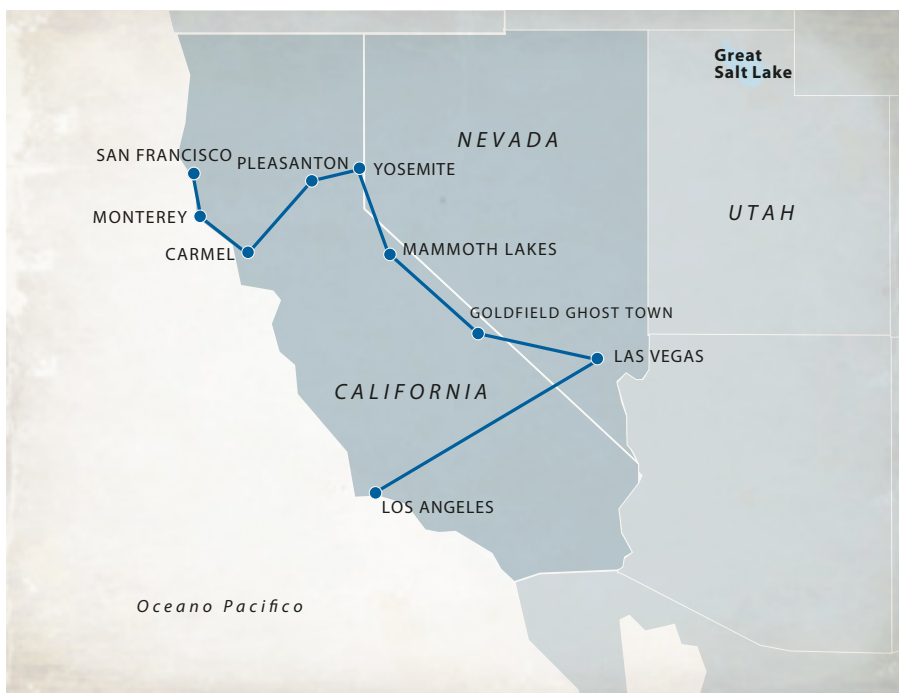 Great
Salt Lake
NEVADA
SAN FRANCISCO
PLEASANTON
YOSEMITE
UTAH
MONTEREY
CARMEL
MAMMOTH LAKES
GOLDFIELD GHOST TOWN
LAS VEGAS
CALIFORNIA
LOS ANGELES
Oceano Pacifico